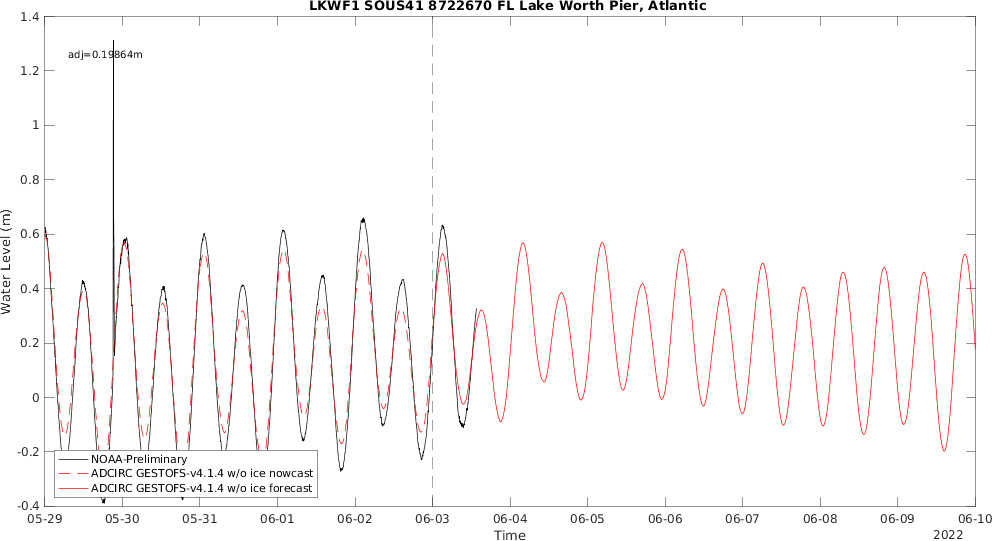 LKWF1 SOUS41 8722670 FL Lake Worth Pier, Atlantic
1.4
1.2
1
0.8
0.6
0.4
0.2
0
-0.2
-0.4
Water Level (m)
adj=0.19864m
NOAA-Preliminary
ADCIRC GESTOFS-v4.1.4 w/o ice nowcast
ADCIRC GESTOFS-v4.1.4 w/o ice forecast
05-29 05-30 05-31 06-01 06-02 06-03 06-04 06-05 06-06 06-07 06-08 06-09 06-10
Time
2022